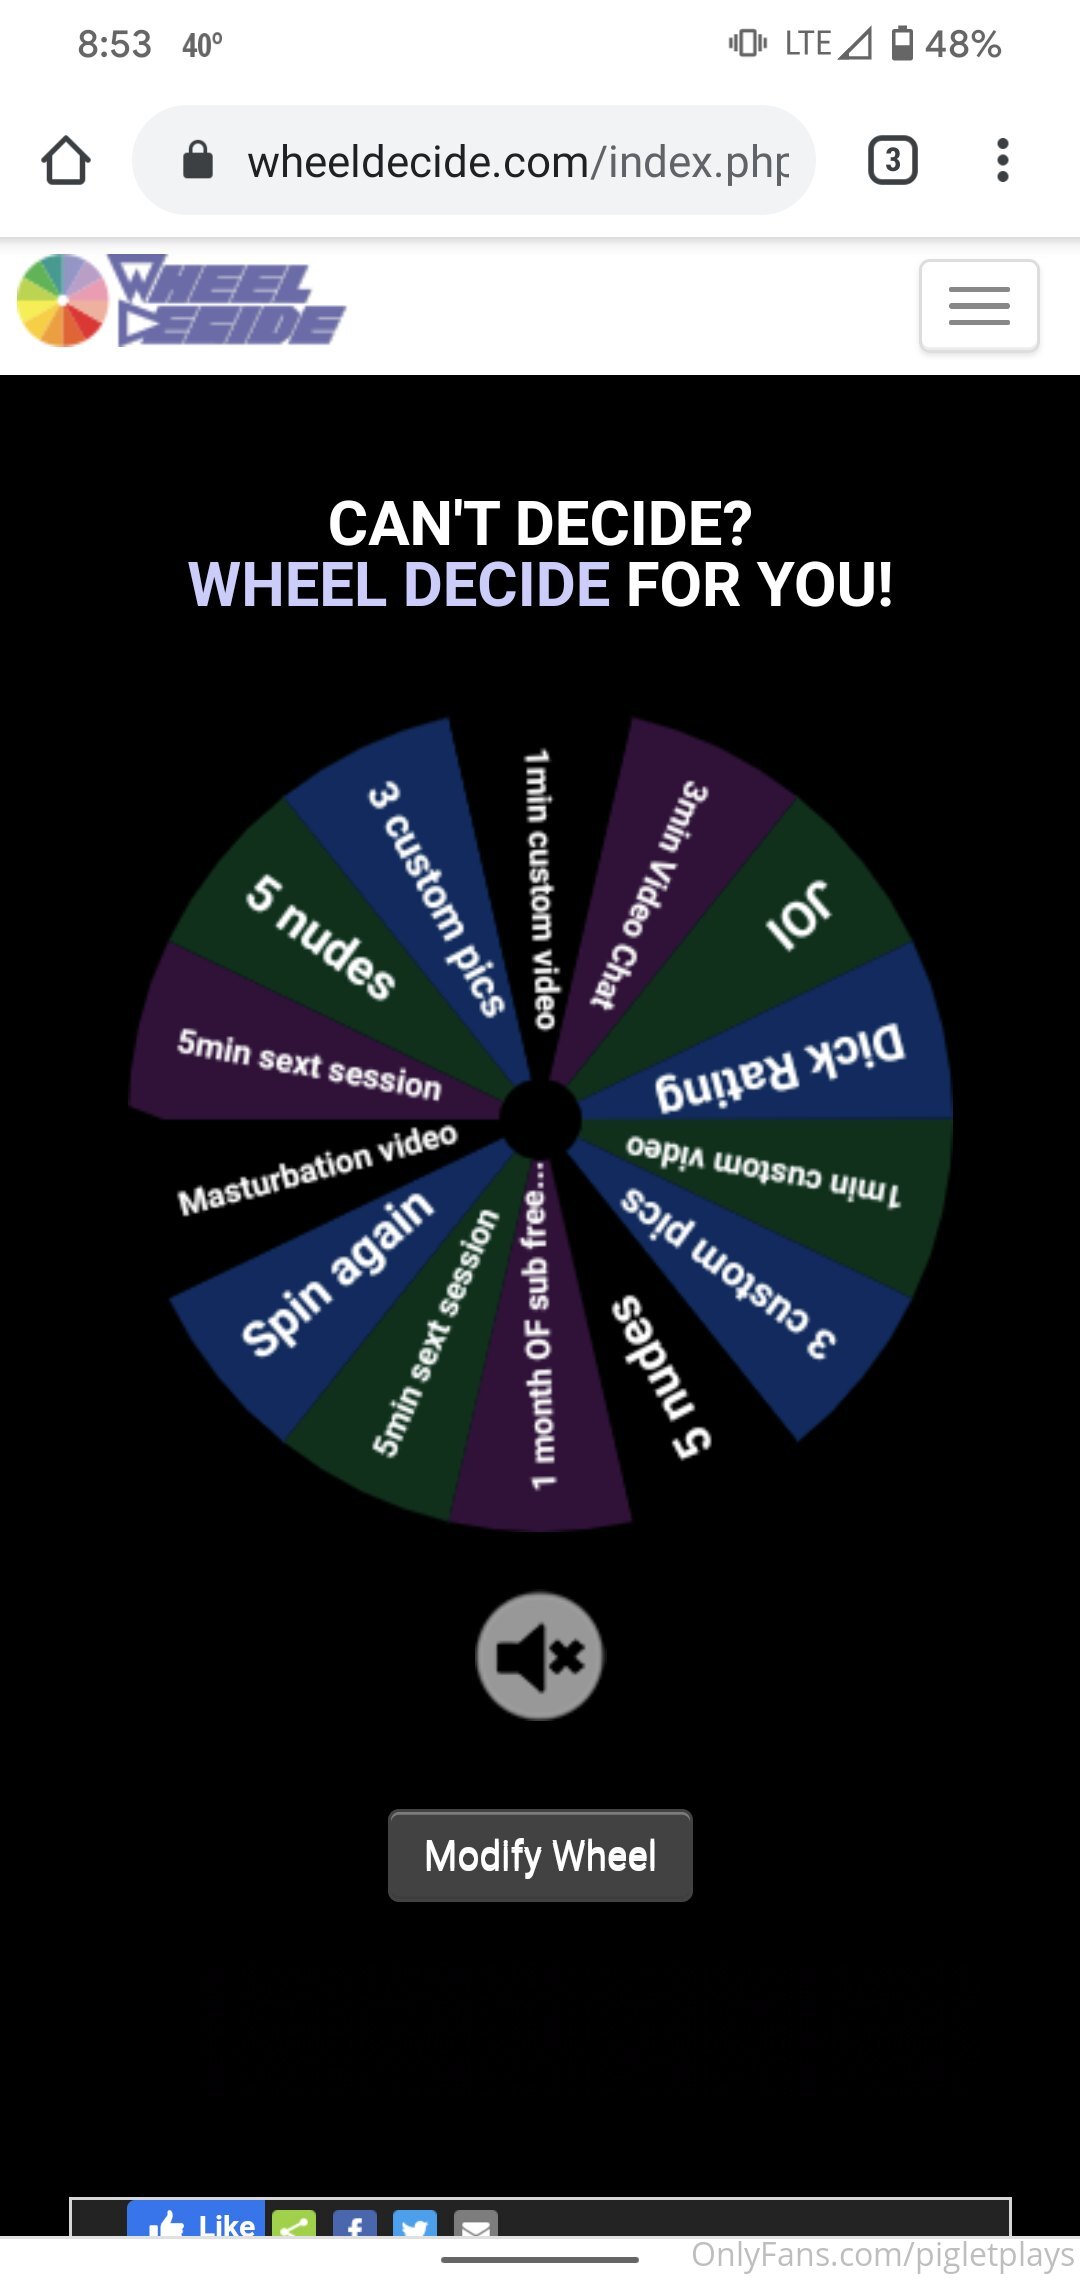 8:53 40º LTE 48%
wheeldecide.com/index.php
3
WHEEL
DECIDE
CAN'T DECIDE?
WHEEL DECIDE FOR YOU!
1min custom video
3min Video Chat
JOI
Dick Rating
1min custom video
3 custom pics
5 nudes
1 month OF sub free...
5min sext session
Spin again
Masturbation video
5min sext session
5 nudes
3 custom pics
Modify Wheel
Like
OnlyFans.com/pigletplays